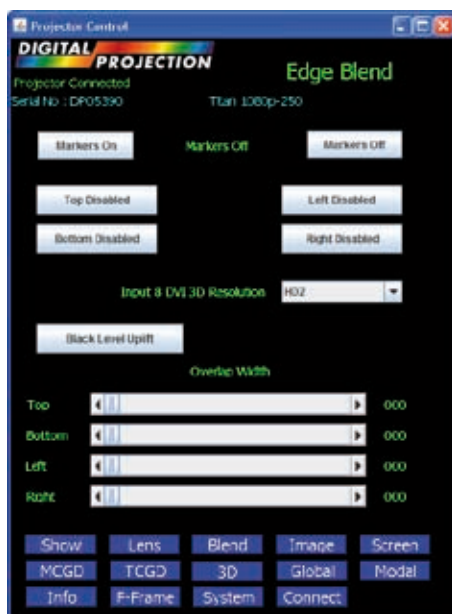 Projector Control
DIGITAL
PROJECTION
Edge Blend
Projector Connected
Serial No : DP05390 Titan 1080p-250
Markers On Markers Off Markers Off
Top Disabled Left Disabled
Bottom Disabled Right Disabled
Input 8 DVI 3D Resolution HD2
Black Level Uplift
Overlap Width
Top 000
Bottom 000
Left 000
Right 000
Show Lens Blend Image Screen
MCGD TCGD 3D Global Modal
Info F-Frame System Connect